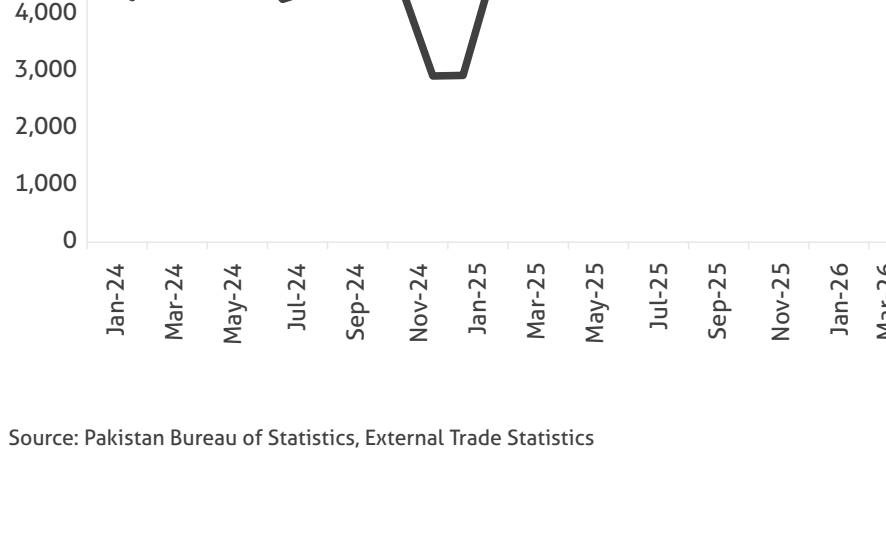 4,000
3,000
2,000
1,000
0
Jan-24
Mar-24
May-24
Jul-24
Sep-24
Nov-24
Jan-25
Mar-25
May-25
Jul-25
Sep-25
Nov-25
Jan-26
Source: Pakistan Bureau of Statistics, External Trade Statistics